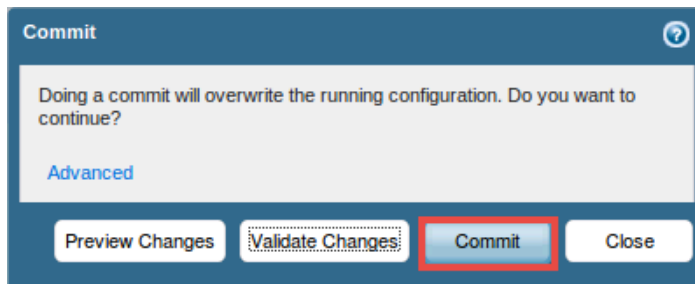 Commit
?
Doing a commit will overwrite the running configuration. Do you want to
continue?
Advanced
Preview Changes Validate Changes Commit Close